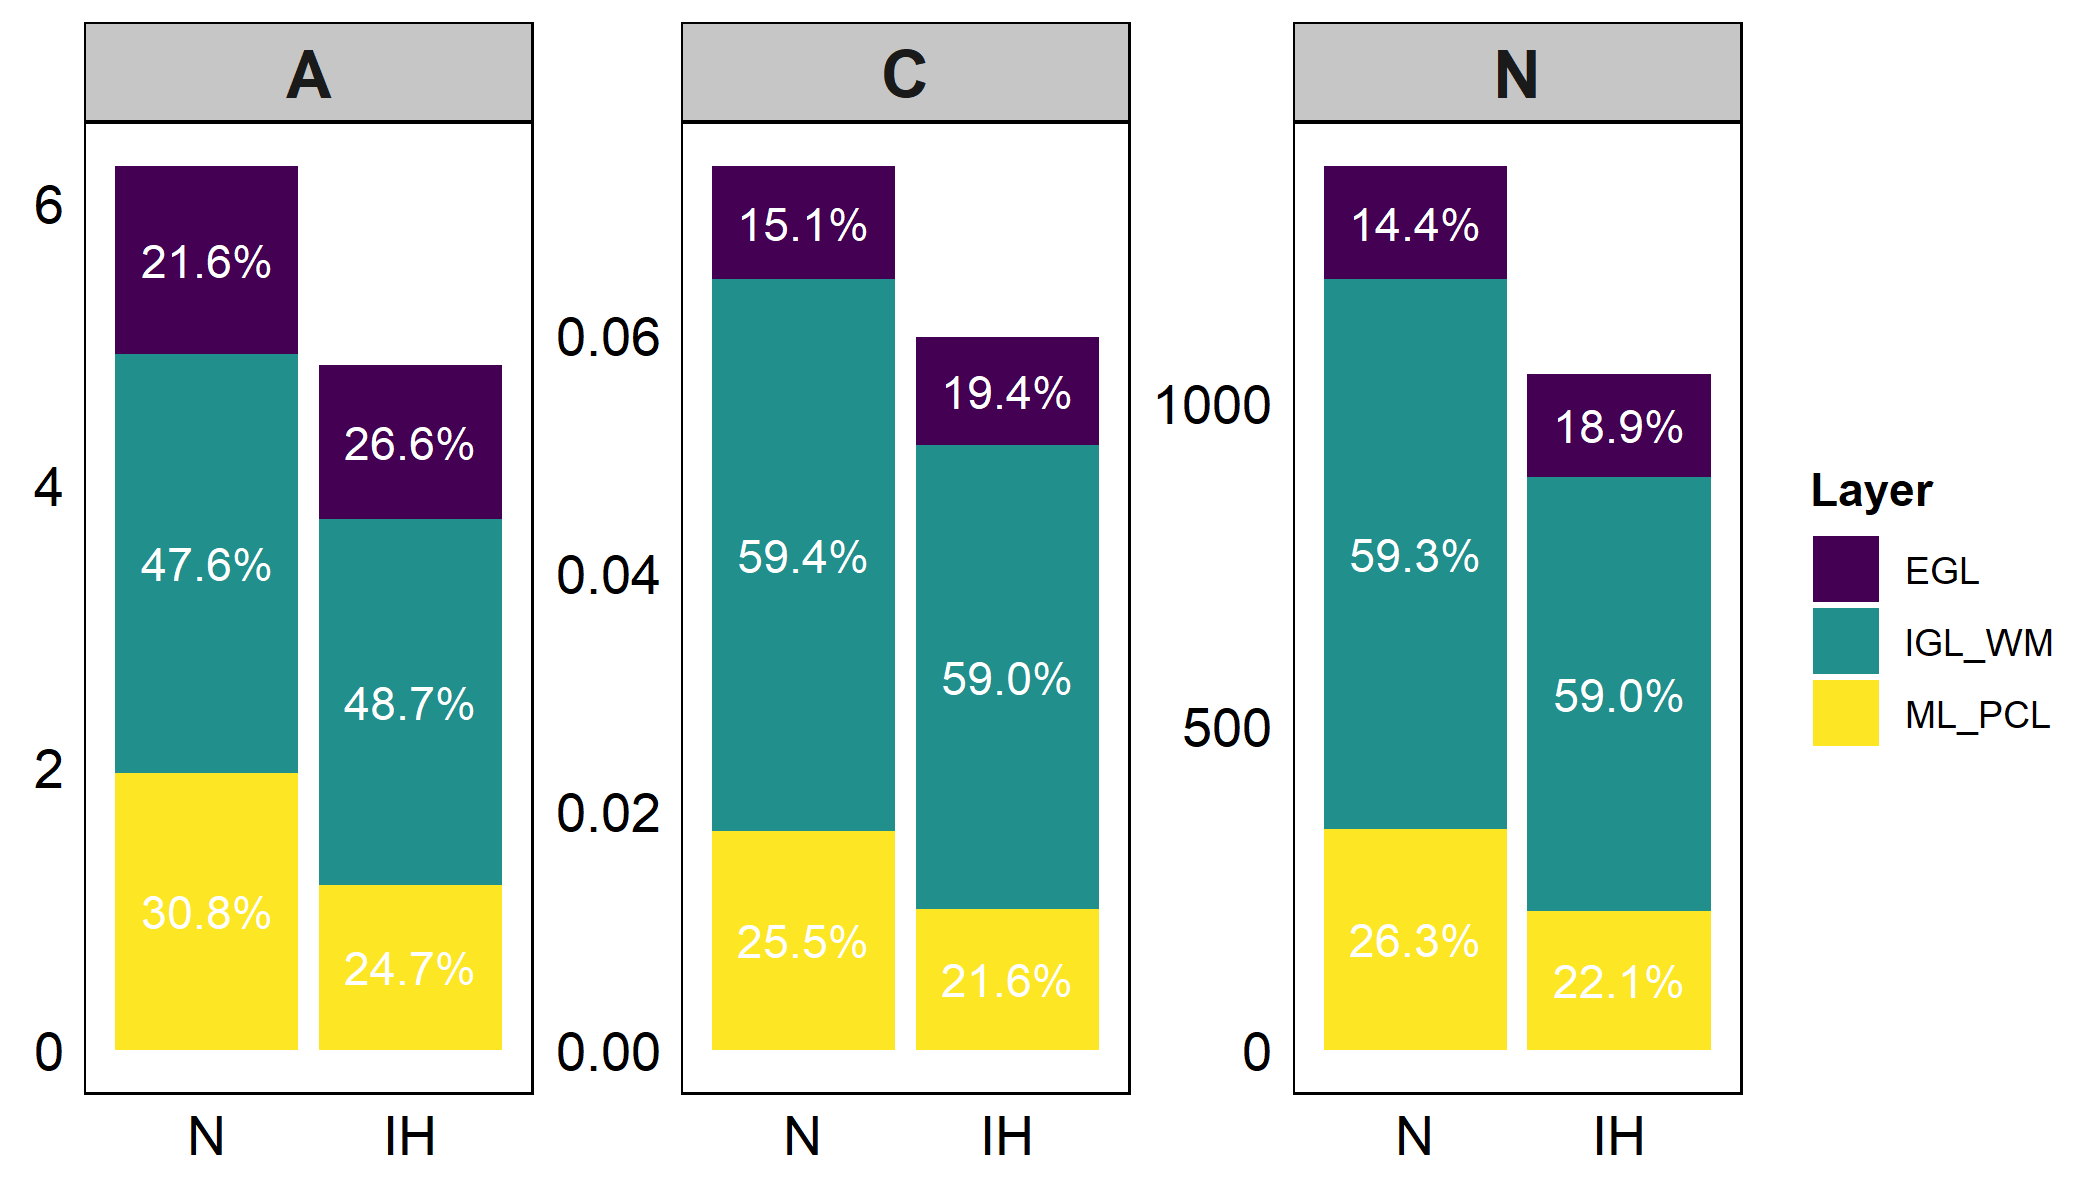 A
6
4
2
0
21.6%
47.6%
30.8%
26.6%
48.7%
24.7%
N IH
C
0.06
0.04
0.02
0.00
15.1%
59.4%
25.5%
19.4%
59.0%
21.6%
N IH
N
1000
500
0
14.4%
59.3%
26.3%
18.9%
59.0%
22.1%
N IH
Layer
EGL
IGL_WM
ML_PCL